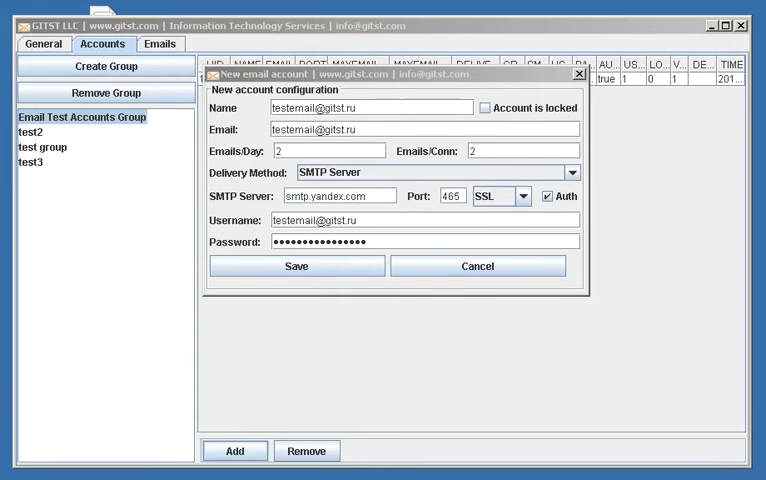 GITST LLC | www.gitst.com | Information Technology Services | info@gitst.com
General Accounts Emails
Create Group
Remove Group
Email Test Accounts Group
test2
test group
test3
AU... US... LO... V... DE... TIME
true 1 0 1 201...
New email account | www.gitst.com | info@gitst.com
New account configuration
Name testemail@gitst.ru Account is locked
Email: testemail@gitst.ru
Emails/Day: 2 Emails/Conn: 2
Delivery Method: SMTP Server
SMTP Server: smtp.yandex.com Port: 465 SSL Auth
Username: testemail@gitst.ru
Password: ●●●●●●●●●●●●●●●●
Save Cancel
Add Remove